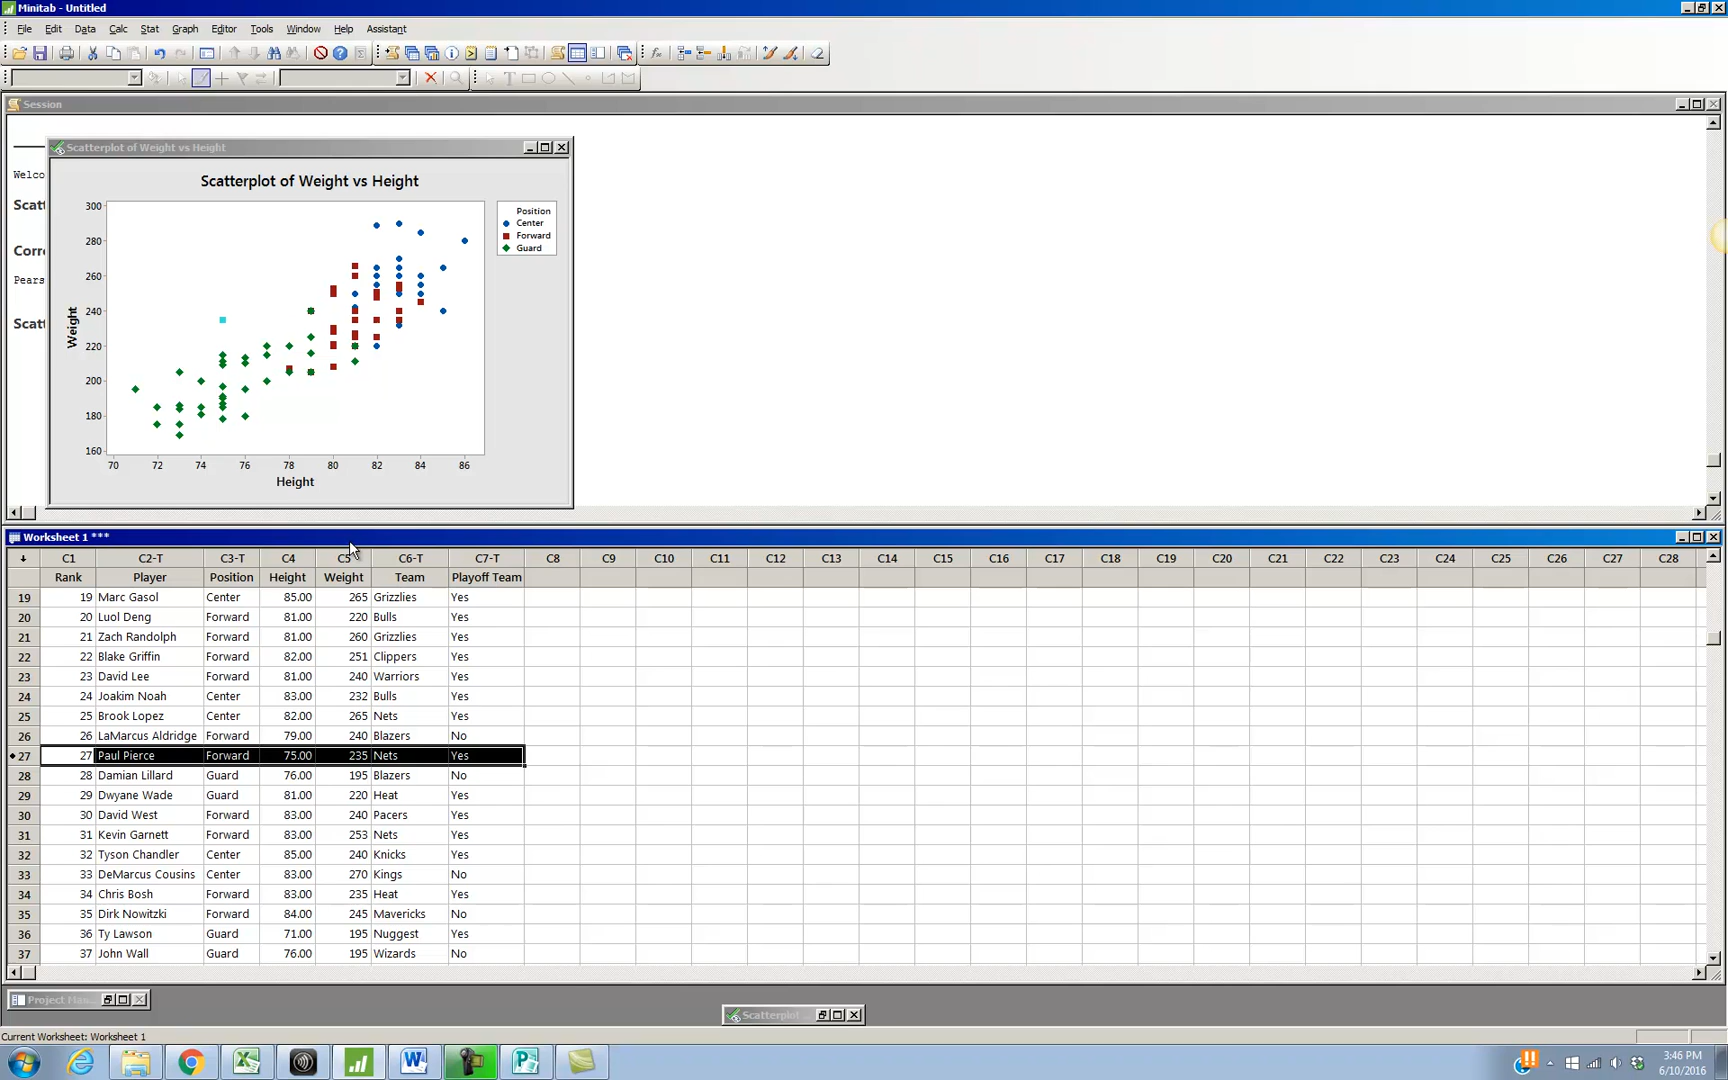 Minitab - Untitled
File Edit Data Calc Stat Graph Editor Tools Window Help Assistant
Session
Scatterplot of Weight vs Height
Welco
Scat
Corre
Pears
Scat
Scatterplot of Weight vs Height
Weight
300
280
260
240
220
200
180
160
70 72 74 76 78 80 82 84 86
Height
Position
Center
Forward
Guard
Worksheet 1 ***
C1 C2-T C3-T C4 C5 C6-T C7-T C8 C9 C10 C11 C12 C13 C14 C15 C16 C17 C18 C19 C20 C21 C22 C23 C24 C25 C26 C27 C28
Rank Player Position Height Weight Team Playoff Team
19 19 Marc Gasol Center 85.00 265 Grizzlies Yes
20 20 Luol Deng Forward 81.00 220 Bulls Yes
21 21 Zach Randolph Forward 81.00 260 Grizzlies Yes
22 22 Blake Griffin Forward 82.00 251 Clippers Yes
23 23 David Lee Forward 81.00 240 Warriors Yes
24 24 Joakim Noah Center 83.00 232 Bulls Yes
25 25 Brook Lopez Center 82.00 265 Nets Yes
26 26 LaMarcus Aldridge Forward 79.00 240 Blazers No
27 27 Paul Pierce Forward 75.00 235 Nets Yes
28 28 Damian Lillard Guard 76.00 195 Blazers No
29 29 Dwyane Wade Guard 81.00 220 Heat Yes
30 30 David West Forward 83.00 240 Pacers Yes
31 31 Kevin Garnett Forward 83.00 253 Nets Yes
32 32 Tyson Chandler Center 85.00 240 Knicks Yes
33 33 DeMarcus Cousins Center 83.00 270 Kings No
34 34 Chris Bosh Forward 83.00 235 Heat Yes
35 35 Dirk Nowitzki Forward 84.00 245 Mavericks No
36 36 Ty Lawson Guard 71.00 195 Nuggest Yes
37 37 John Wall Guard 76.00 195 Wizards No
Project Man...
Scatterplot ...
Current Worksheet: Worksheet 1
3:46 PM
6/10/2016